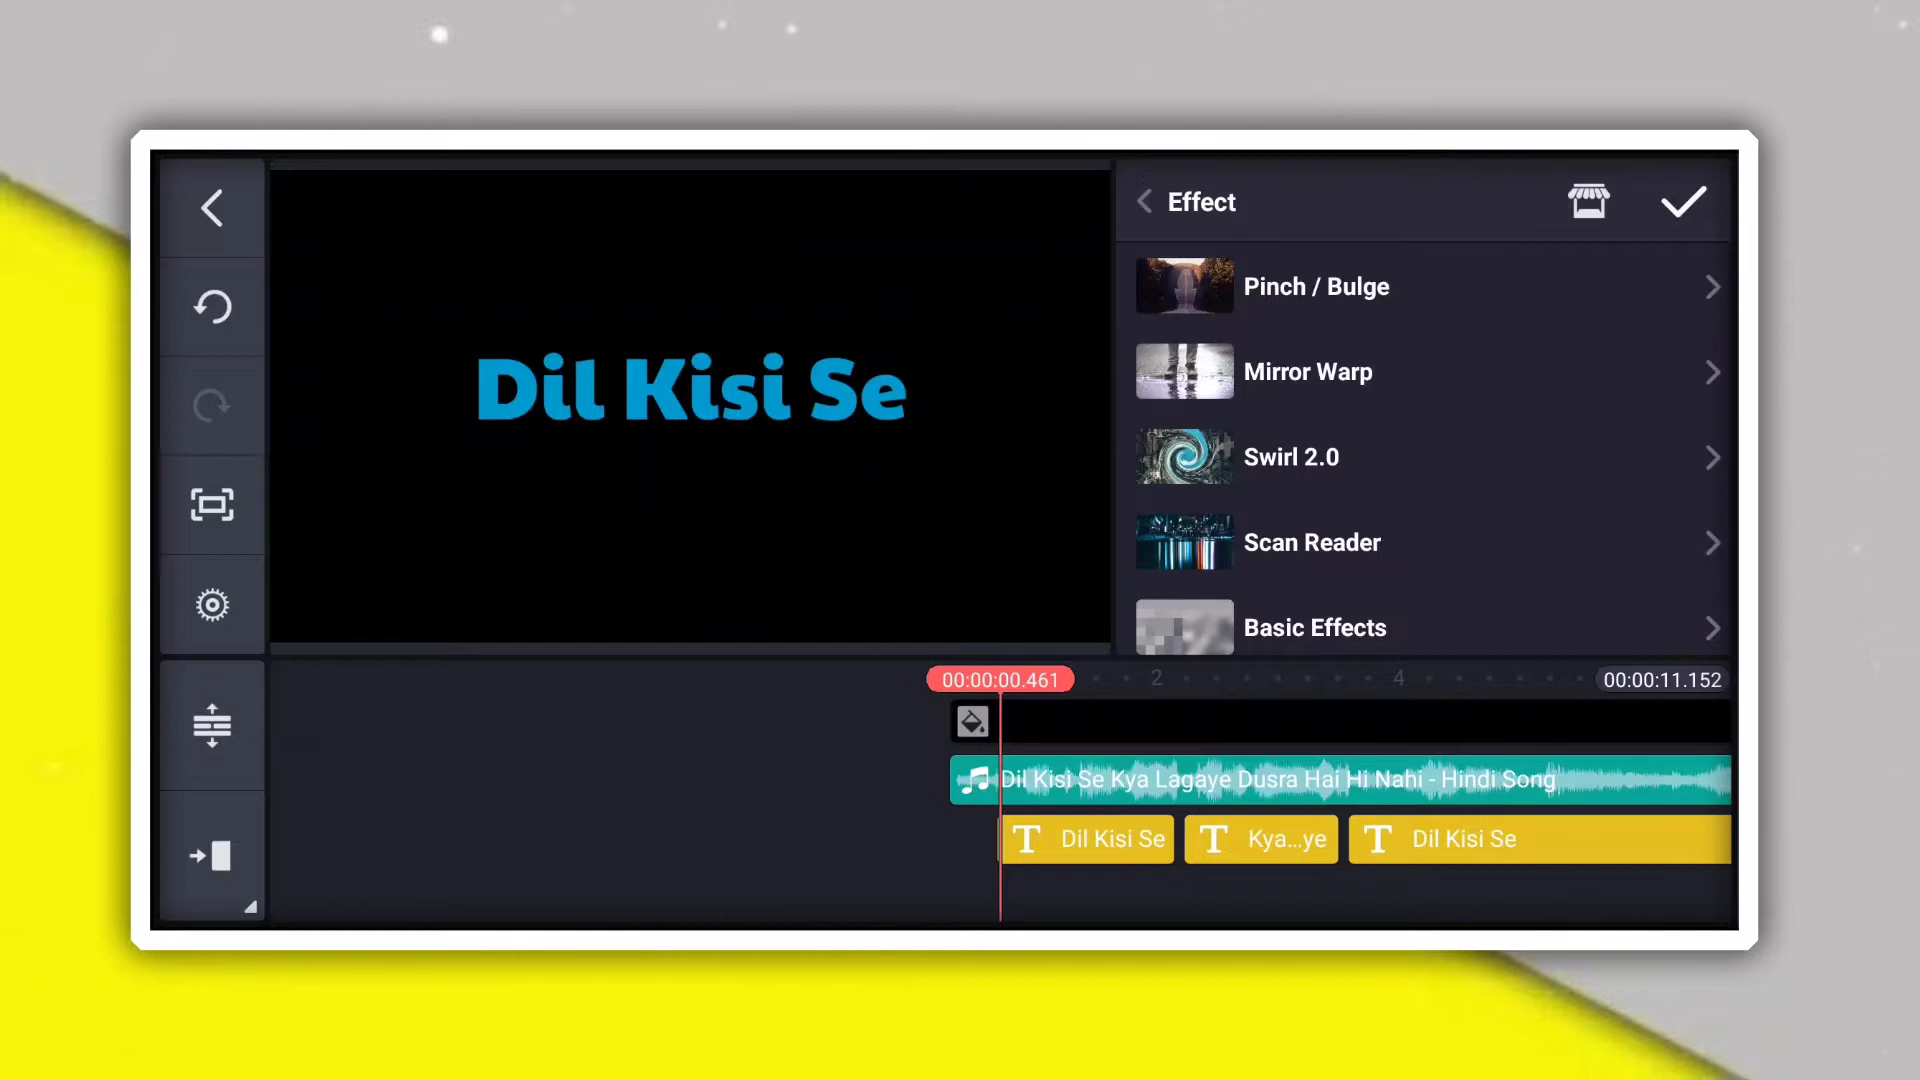 Effect
Pinch / Bulge
Mirror Warp
Swirl 2.0
Scan Reader
Basic Effects
Dil Kisi Se
00:00:00.461
2
4
00:00:11.152
Dil Kisi Se Kya Lagaye Dusra Hai Hi Nahi - Hindi Song
T Dil Kisi Se
T Kya...ye
T Dil Kisi Se